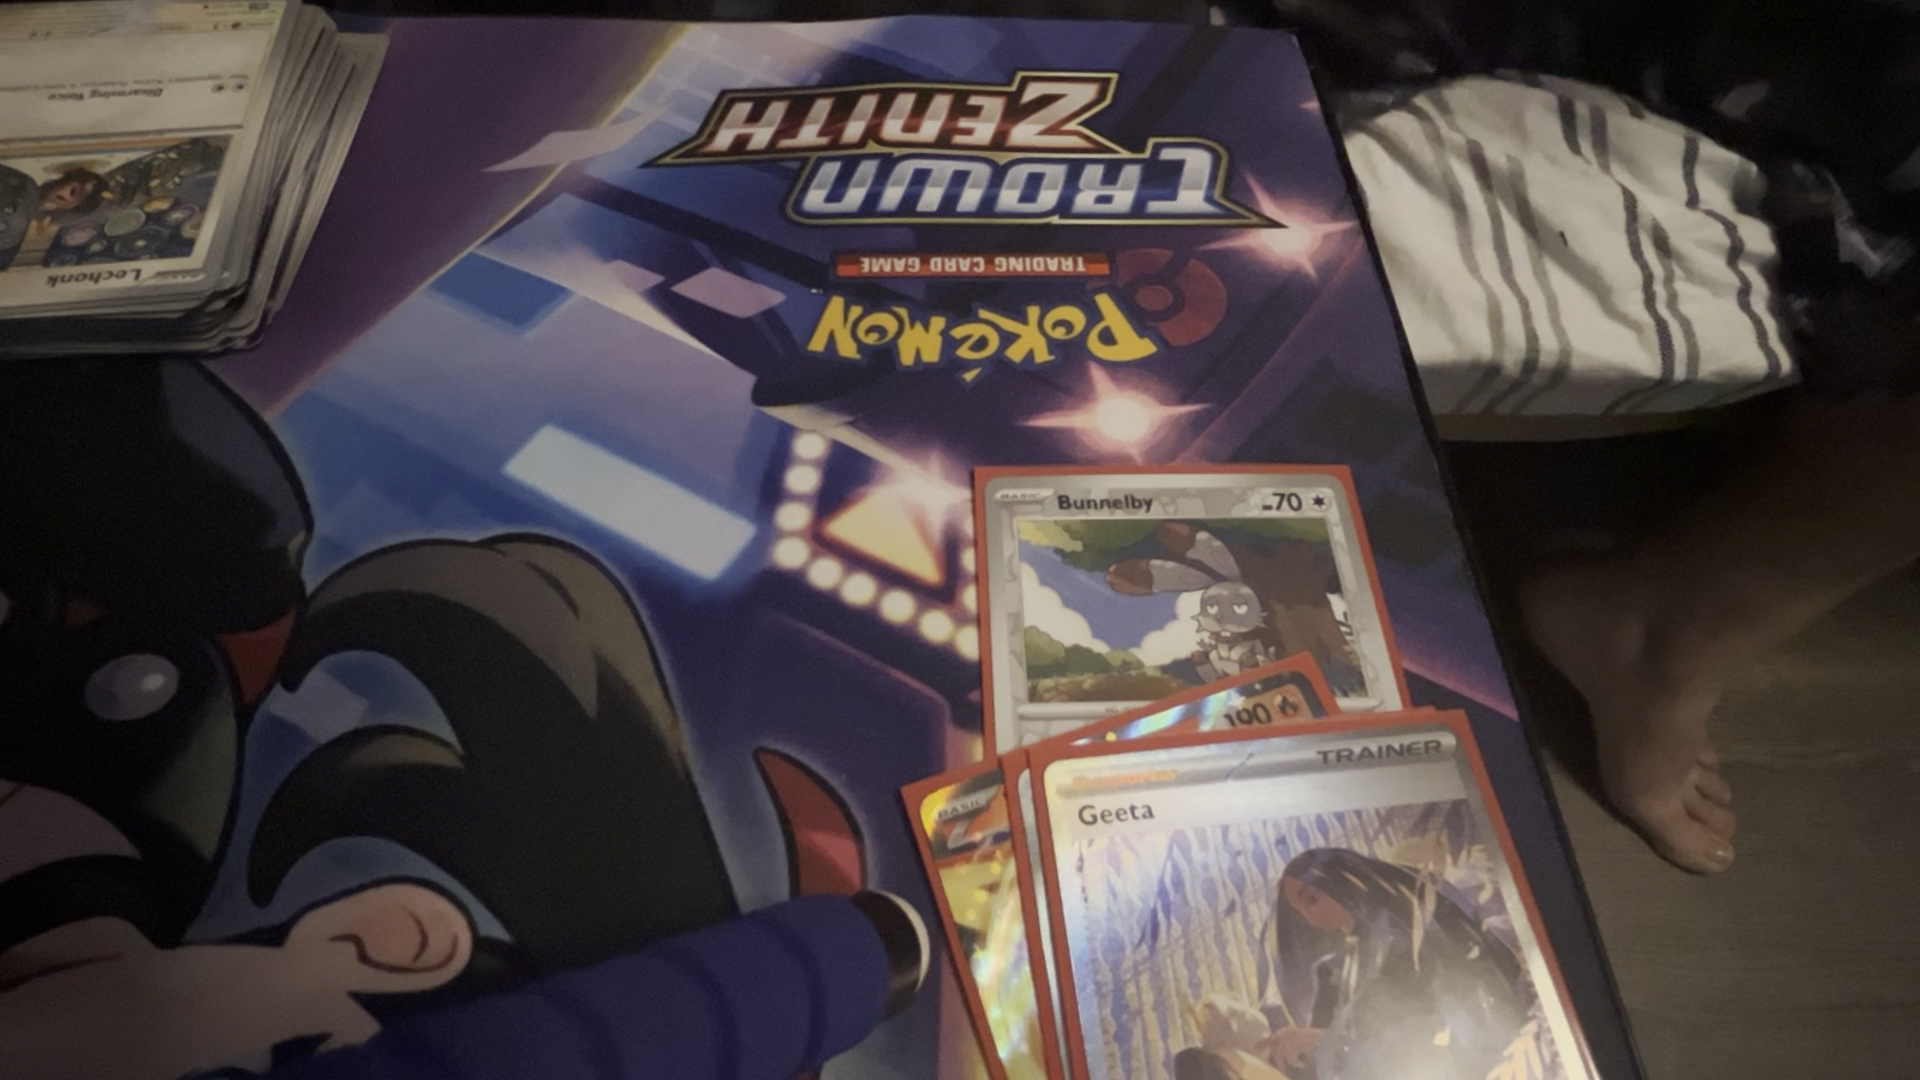 Disarming Voice
Lechonk
CROWN
ZENITH
POKéMON
TRADING CARD GAME
BASIC
Bunnelby
70
190
BASIC
TRAINER
Geeta